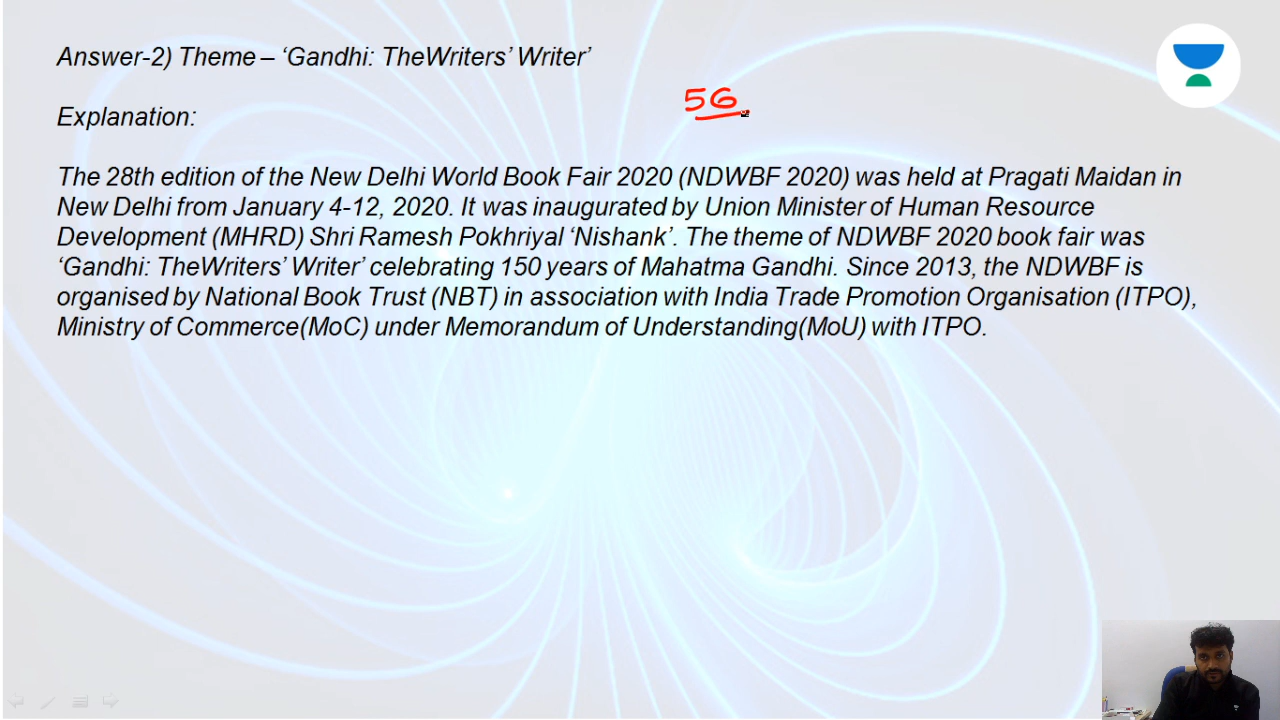 Answer-2) Theme – ‘Gandhi: TheWriters’ Writer’
56
Explanation:
The 28th edition of the New Delhi World Book Fair 2020 (NDWBF 2020) was held at Pragati Maidan in
New Delhi from January 4-12, 2020. It was inaugurated by Union Minister of Human Resource
Development (MHRD) Shri Ramesh Pokhriyal ‘Nishank’. The theme of NDWBF 2020 book fair was
‘Gandhi: TheWriters’ Writer’ celebrating 150 years of Mahatma Gandhi. Since 2013, the NDWBF is
organised by National Book Trust (NBT) in association with India Trade Promotion Organisation (ITPO),
Ministry of Commerce(MoC) under Memorandum of Understanding(MoU) with ITPO.